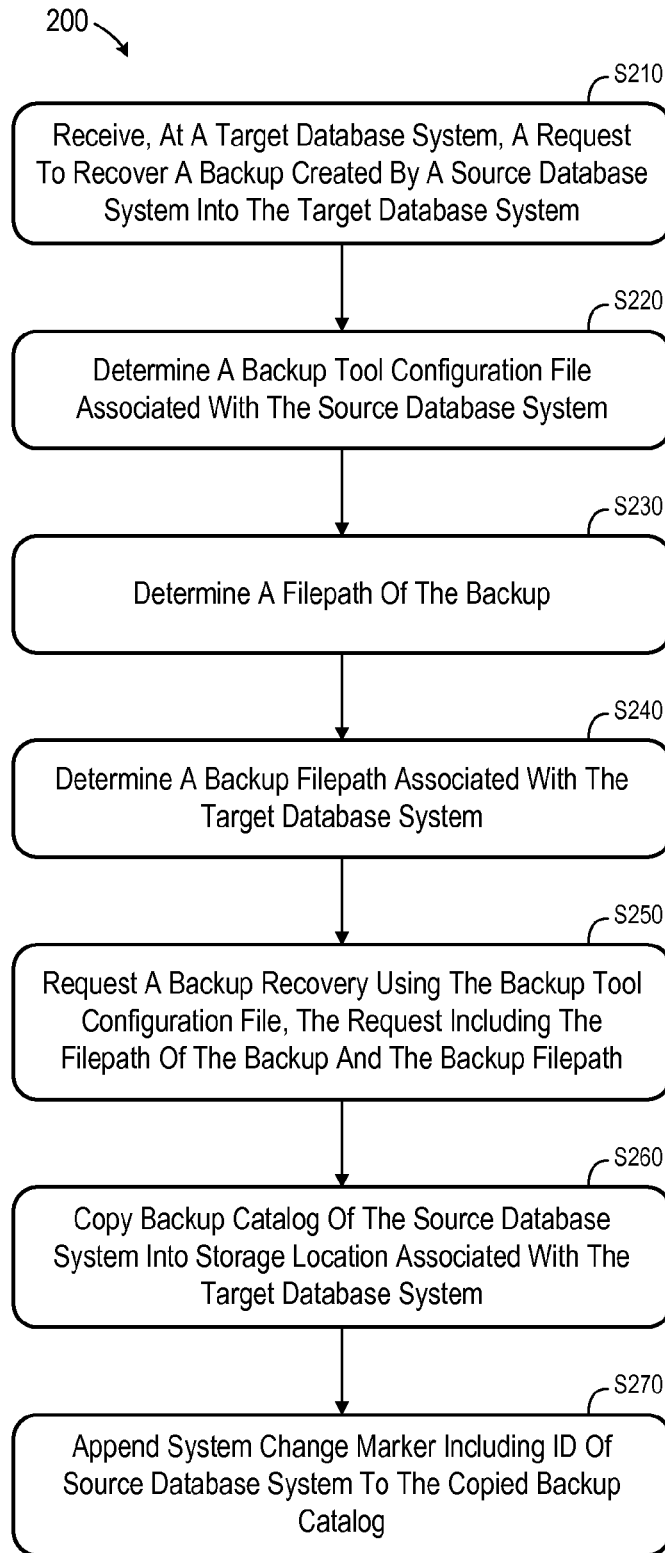 200
S210
Receive, At A Target Database System, A Request
To Recover A Backup Created By A Source Database
System Into The Target Database System
S220
Determine A Backup Tool Configuration File
Associated With The Source Database System
S230
Determine A Filepath Of The Backup
S240
Determine A Backup Filepath Associated With The
Target Database System
S250
Request A Backup Recovery Using The Backup Tool
Configuration File, The Request Including The
Filepath Of The Backup And The Backup Filepath
S260
Copy Backup Catalog Of The Source Database
System Into Storage Location Associated With The
Target Database System
S270
Append System Change Marker Including ID Of
Source Database System To The Copied Backup
Catalog